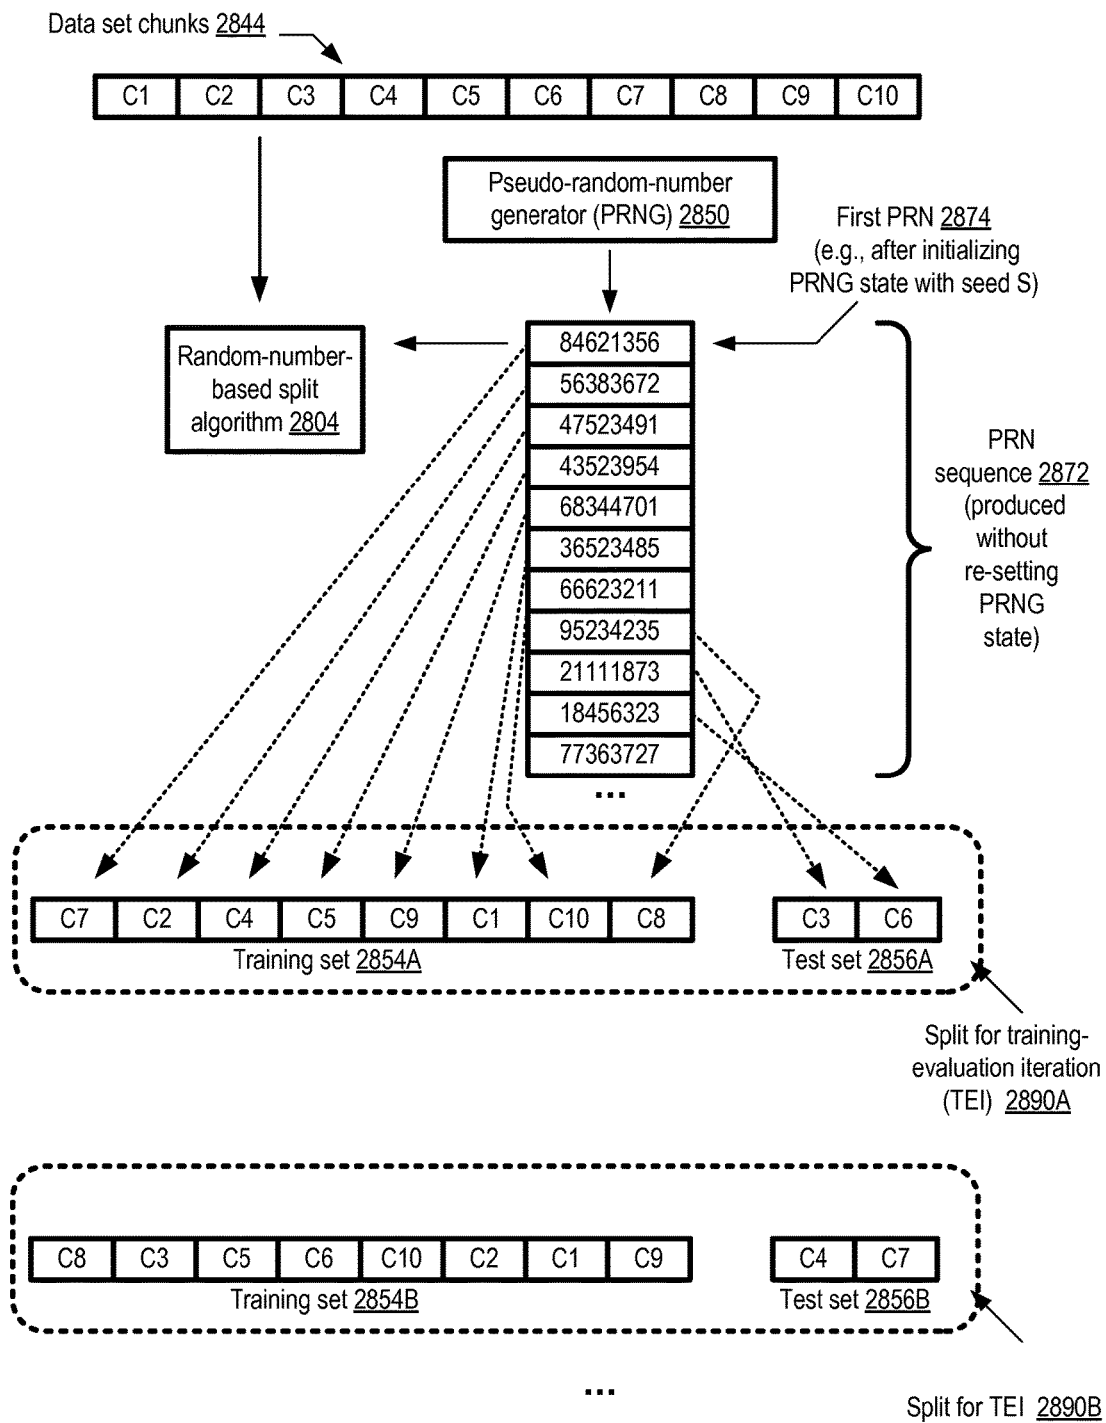 Data set chunks 2844
C1 C2 C3 C4 C5 C6 C7 C8 C9 C10
Pseudo-random-number
generator (PRNG) 2850
First PRN 2874
(e.g., after initializing
PRNG state with seed S)
Random-number-
based split
algorithm 2804
84621356
56383672
47523491
43523954
68344701
36523485
66623211
95234235
21111873
18456323
77363727
...
PRN
sequence 2872
(produced
without
re-setting
PRNG
state)
C7 C2 C4 C5 C9 C1 C10 C8
Training set 2854A
C3 C6
Test set 2856A
Split for training-
evaluation iteration
(TEI) 2890A
C8 C3 C5 C6 C10 C2 C1 C9
Training set 2854B
C4 C7
Test set 2856B
...
Split for TEI 2890B